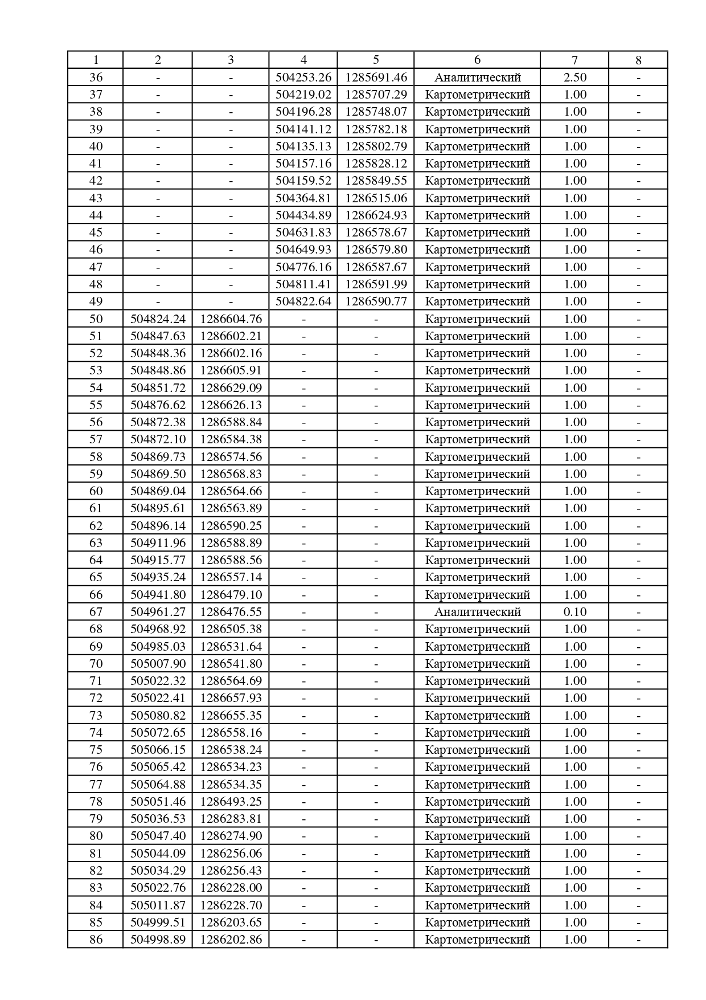 1 2 3 4 5 6 7 8
36 - - 504253.26 1285691.46 Аналитический 2.50 -
37 - - 504219.02 1285707.29 Картометрический 1.00 -
38 - - 504196.28 1285748.07 Картометрический 1.00 -
39 - - 504141.12 1285782.18 Картометрический 1.00 -
40 - - 504135.13 1285802.79 Картометрический 1.00 -
41 - - 504157.16 1285828.12 Картометрический 1.00 -
42 - - 504159.52 1285849.55 Картометрический 1.00 -
43 - - 504364.81 1286515.06 Картометрический 1.00 -
44 - - 504434.89 1286624.93 Картометрический 1.00 -
45 - - 504631.83 1286578.67 Картометрический 1.00 -
46 - - 504649.93 1286579.80 Картометрический 1.00 -
47 - - 504776.16 1286587.67 Картометрический 1.00 -
48 - - 504811.41 1286591.99 Картометрический 1.00 -
49 - - 504822.64 1286590.77 Картометрический 1.00 -
50 504824.24 1286604.76 - - Картометрический 1.00 -
51 504847.63 1286602.21 - - Картометрический 1.00 -
52 504848.36 1286602.16 - - Картометрический 1.00 -
53 504848.86 1286605.91 - - Картометрический 1.00 -
54 504851.72 1286629.09 - - Картометрический 1.00 -
55 504876.62 1286626.13 - - Картометрический 1.00 -
56 504872.38 1286588.84 - - Картометрический 1.00 -
57 504872.10 1286584.38 - - Картометрический 1.00 -
58 504869.73 1286574.56 - - Картометрический 1.00 -
59 504869.50 1286568.83 - - Картометрический 1.00 -
60 504869.04 1286564.66 - - Картометрический 1.00 -
61 504895.61 1286563.89 - - Картометрический 1.00 -
62 504896.14 1286590.25 - - Картометрический 1.00 -
63 504911.96 1286588.89 - - Картометрический 1.00 -
64 504915.77 1286588.56 - - Картометрический 1.00 -
65 504935.24 1286557.14 - - Картометрический 1.00 -
66 504941.80 1286479.10 - - Картометрический 1.00 -
67 504961.27 1286476.55 - - Аналитический 0.10 -
68 504968.92 1286505.38 - - Картометрический 1.00 -
69 504985.03 1286531.64 - - Картометрический 1.00 -
70 505007.90 1286541.80 - - Картометрический 1.00 -
71 505022.32 1286564.69 - - Картометрический 1.00 -
72 505022.41 1286657.93 - - Картометрический 1.00 -
73 505080.82 1286655.35 - - Картометрический 1.00 -
74 505072.65 1286558.16 - - Картометрический 1.00 -
75 505066.15 1286538.24 - - Картометрический 1.00 -
76 505065.42 1286534.23 - - Картометрический 1.00 -
77 505064.88 1286534.35 - - Картометрический 1.00 -
78 505051.46 1286493.25 - - Картометрический 1.00 -
79 505036.53 1286283.81 - - Картометрический 1.00 -
80 505047.40 1286274.90 - - Картометрический 1.00 -
81 505044.09 1286256.06 - - Картометрический 1.00 -
82 505034.29 1286256.43 - - Картометрический 1.00 -
83 505022.76 1286228.00 - - Картометрический 1.00 -
84 505011.87 1286228.70 - - Картометрический 1.00 -
85 504999.51 1286203.65 - - Картометрический 1.00 -
86 504998.89 1286202.86 - - Картометрический 1.00 -